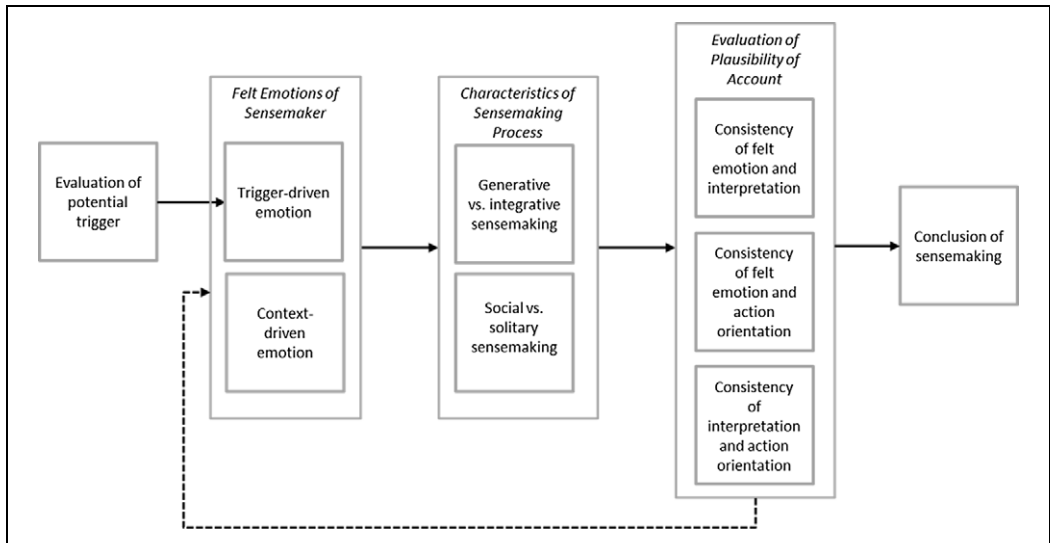 Evaluation of
potential
trigger
Felt Emotions of
Sensemaker
Trigger-driven
emotion
Context-
driven
emotion
Characteristics of
Sensemaking
Process
Generative
vs. integrative
sensemaking
Social vs.
solitary
sensemaking
Evaluation of
Plausibility of
Account
Consistency
of felt
emotion and
interpretation
Consistency
of felt
emotion and
action
orientation
Consistency
of
interpretation
and action
orientation
Conclusion of
sensemaking